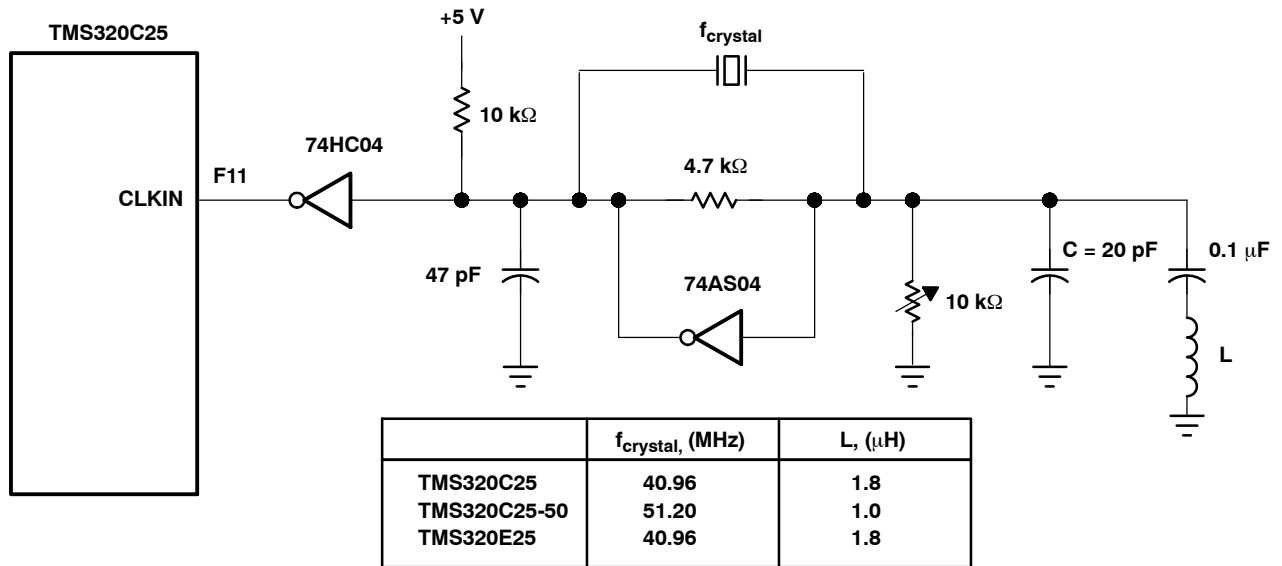 TMS320C25
+5 V
f_crystal
10 kΩ
74HC04
4.7 kΩ
CLKIN
F11
47 pF
74AS04
10 kΩ
C = 20 pF
0.1 μF
L
f_crystal, (MHz) L, (μH)
TMS320C25 40.96 1.8
TMS320C25-50 51.20 1.0
TMS320E25 40.96 1.8